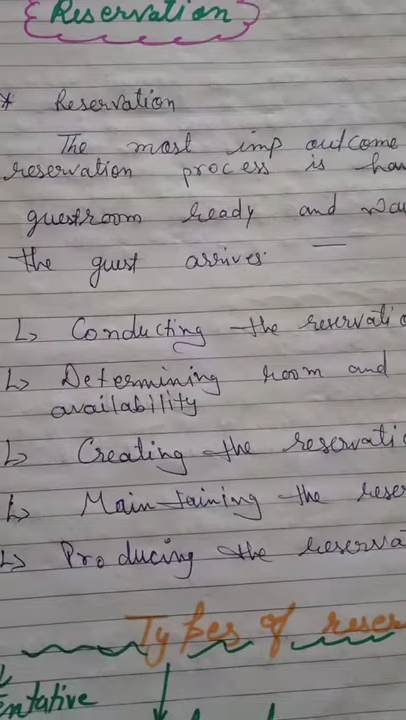 Reservation
* Reservation
The most imp outcome
reservation process is
guestroom ready and
the guest arrives.
Conducting the
Determining room and
availability
Creating the
Maintaining the
Producing the
Types of